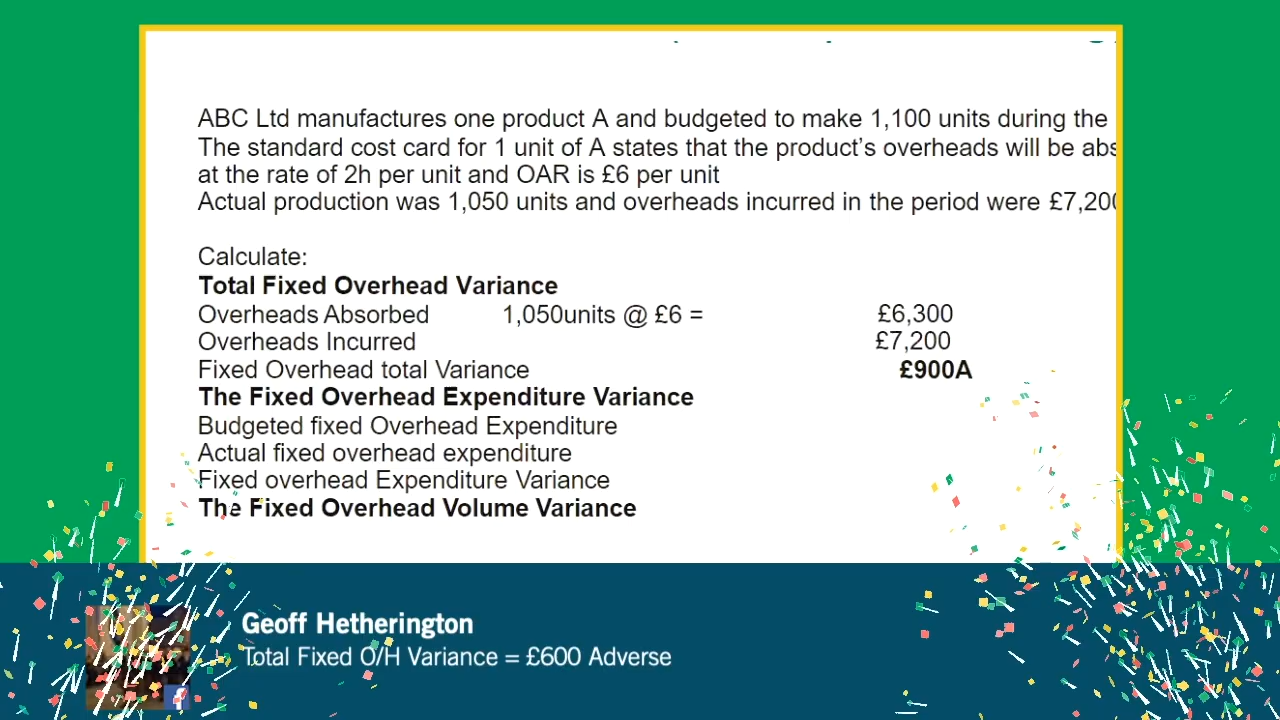 ABC Ltd manufactures one product A and budgeted to make 1,100 units during the
The standard cost card for 1 unit of A states that the product's overheads will be abs
at the rate of 2h per unit and OAR is £6 per unit
Actual production was 1,050 units and overheads incurred in the period were £7,200
Calculate:
Total Fixed Overhead Variance
Overheads Absorbed 1,050units @ £6 = £6,300
Overheads Incurred £7,200
Fixed Overhead total Variance £900A
The Fixed Overhead Expenditure Variance
Budgeted fixed Overhead Expenditure
Actual fixed overhead expenditure
Fixed overhead Expenditure Variance
The Fixed Overhead Volume Variance
Geoff Hetherington
Total Fixed O/H Variance = £600 Adverse